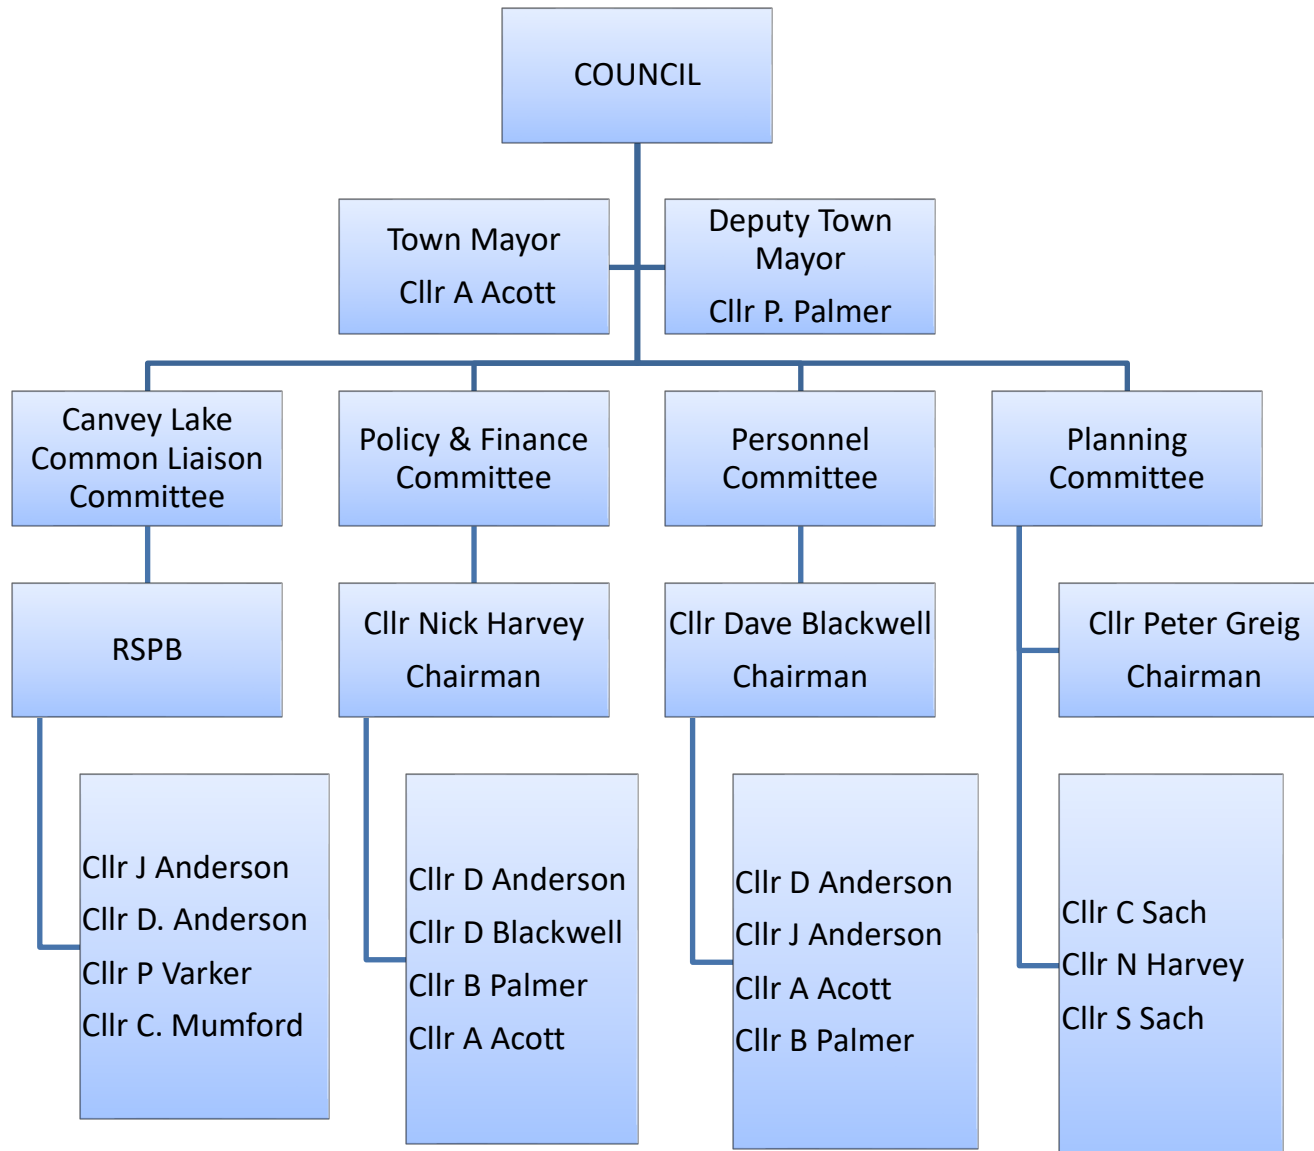 COUNCIL
Town Mayor
Cllr A Acott
Deputy Town
Mayor
Cllr P. Palmer
Canvey Lake
Common Liaison
Committee
Policy & Finance
Committee
Personnel
Committee
Planning
Committee
RSPB
Cllr Nick Harvey
Chairman
Cllr Dave Blackwell
Chairman
Cllr Peter Greig
Chairman
Cllr J Anderson
Cllr D. Anderson
Cllr P Varker
Cllr C. Mumford
Cllr D Anderson
Cllr D Blackwell
Cllr B Palmer
Cllr A Acott
Cllr D Anderson
Cllr J Anderson
Cllr A Acott
Cllr B Palmer
Cllr C Sach
Cllr N Harvey
Cllr S Sach